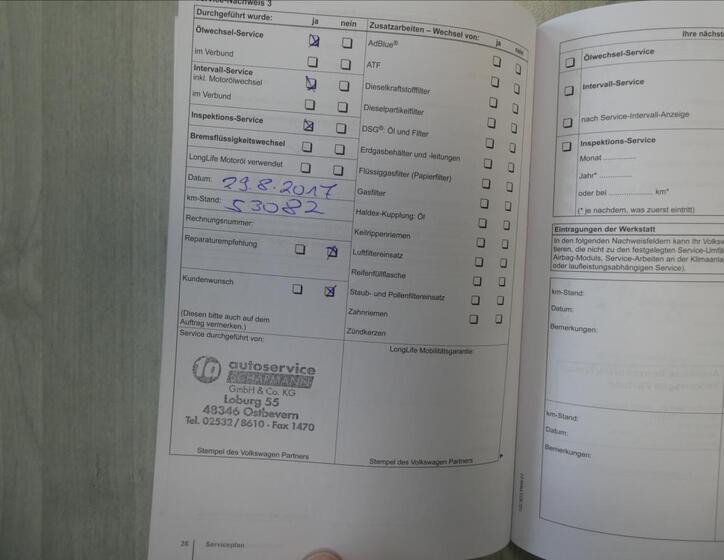 Service-Nachweis 3
Durchgeführt wurde: ja nein
Ölwechsel-Service
im Verbund
Intervall-Service
inkl. Motorölwechsel
im Verbund
Inspektions-Service
Bremsflüssigkeitswechsel
LongLife Motoröl verwendet
Datum: 29.8.2017
km-Stand: 53082
Rechnungsnummer:
Reparaturempfehlung
Kundenwunsch
(Diesen bitte auch auf dem
Auftrag vermerken.)
Service durchgeführt von:
1a autoservice
SCHAPMANN
GmbH & Co. KG
Loburg 55
48346 Ostbevern
Tel. 02532/8610 · Fax 1470
Stempel des Volkswagen Partners
Zusatzarbeiten – Wechsel von: ja nein
AdBlue®
ATF
Dieselkraftstofffilter
Dieselpartikelfilter
DSG®: Öl und Filter
Erdgasbehälter und -leitungen
Flüssiggasfilter (Papierfilter)
Gasfilter
Haldex-Kupplung: Öl
Keilrippenriemen
Luftfiltereinsatz
Reifenfüllflasche
Staub- und Pollenfiltereinsatz
Zahnriemen
Zündkerzen
LongLife Mobilitätsgarantie:
Stempel des Volkswagen Partners
26 Serviceplan
Ihre nächst
Ölwechsel-Service
Intervall-Service
nach Service-Intervall-Anzeige
Inspektions-Service
Monat ............
Jahr* ............
oder bei ................ km*
(* je nachdem, was zuerst eintritt)
Eintragungen der Werkstatt
In den folgenden Nachweisfeldern kann Ihr Volksw
tieren, die nicht zu den festgelegten Service-Umfä
Airbag-Moduls, Service-Arbeiten an der Klimaanla
oder laufleistungsabhängigen Service).
km-Stand:
Datum:
Bemerkungen:
km-Stand:
Datum:
Bemerkungen: